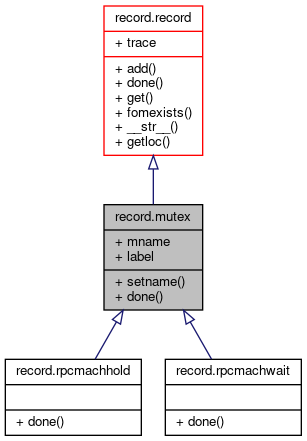 record.record
+ trace
+ add()
+ done()
+ get()
+ fomexists()
+ __str__()
+ getloc()
record.mutex
+ mname
+ label
+ setname()
+ done()
record.rpcmachhold
+ done()
record.rpcmachwait
+ done()